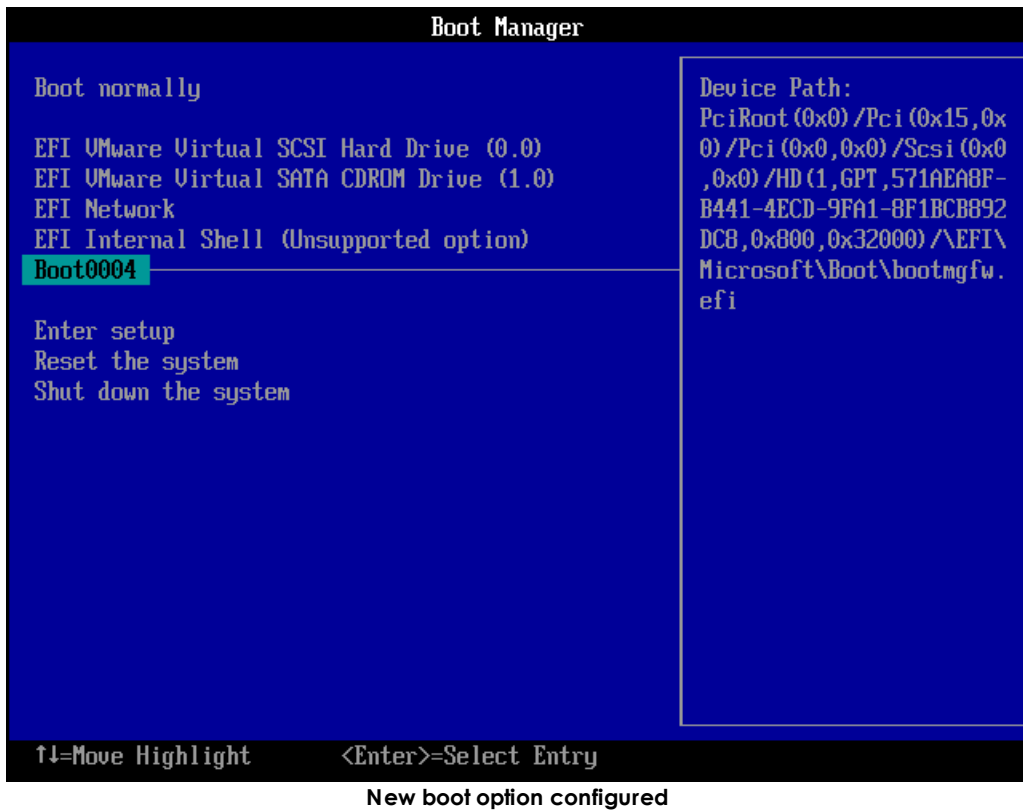 Boot Manager
Boot normally
EFI VMware Virtual SCSI Hard Drive (0.0)
EFI VMware Virtual SATA CDROM Drive (1.0)
EFI Network
EFI Internal Shell (Unsupported option)
Boot0004
Enter setup
Reset the system
Shut down the system
Device Path:
PciRoot(0x0)/Pci(0x15,0x
0)/Pci(0x0,0x0)/Scsi(0x0
,0x0)/HD(1,GPT,571AEA8F-
B441-4ECD-9FA1-8F1BCB892
DC8,0x800,0x32000)/\EFI\
Microsoft\Boot\bootmgfw.
efi
↑↓=Move Highlight <Enter>=Select Entry
New boot option configured